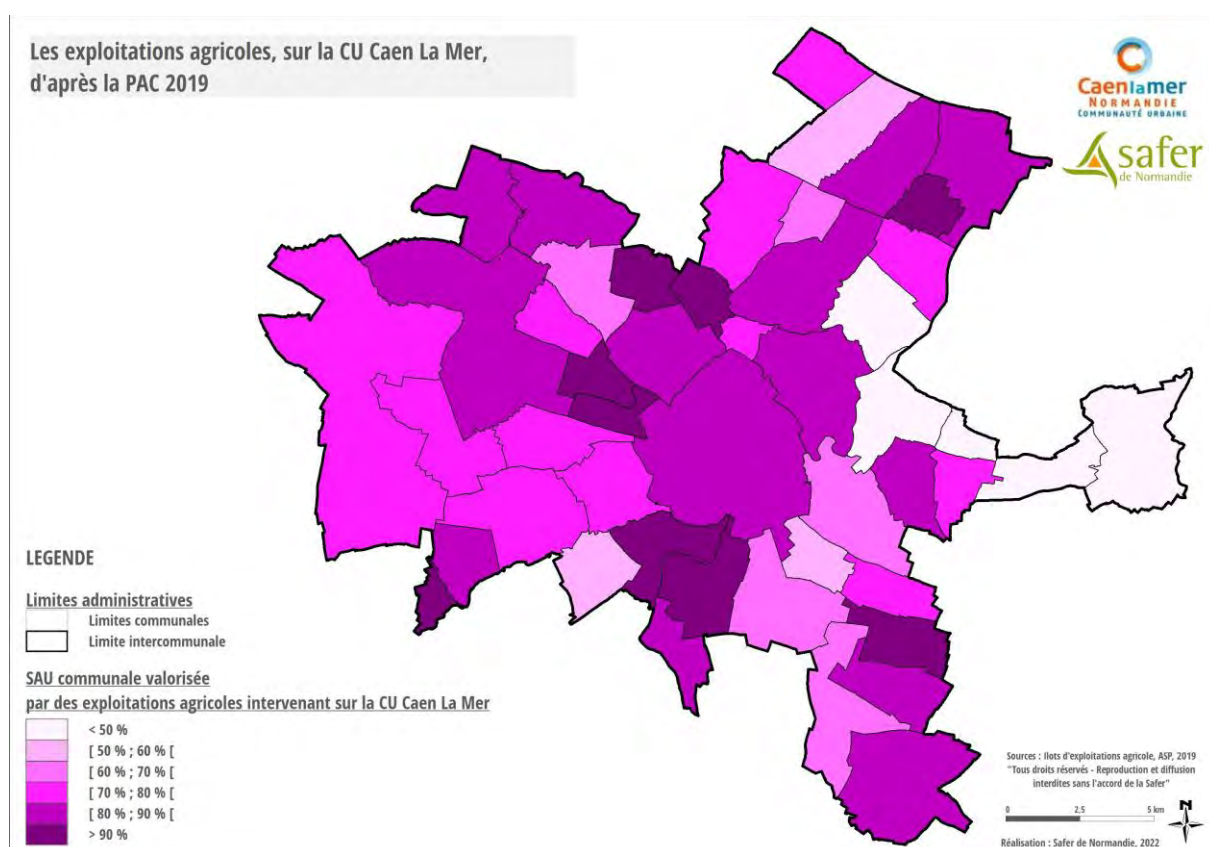 Les exploitations agricoles, sur la CU Caen La Mer,
d'après la PAC 2019
Caenlamer
NORMANDIE
COMMUNAUTÉ URBAINE
safer
de Normandie
LEGENDE
Limites administratives
Limites communales
Limite intercommunale
SAU communale valorisée
par des exploitations agricoles intervenant sur la CU Caen La Mer
< 50 %
[ 50 % ; 60 % [
[ 60 % ; 70 % [
[ 70 % ; 80 % [
[ 80 % ; 90 % [
> 90 %
Sources : Ilots d'exploitations agricole, ASP, 2019
"Tous droits réservés - Reproduction et diffusion
interdites sans l'accord de la Safer"
0 2,5 5 km
N
Réalisation : Safer de Normandie, 2022